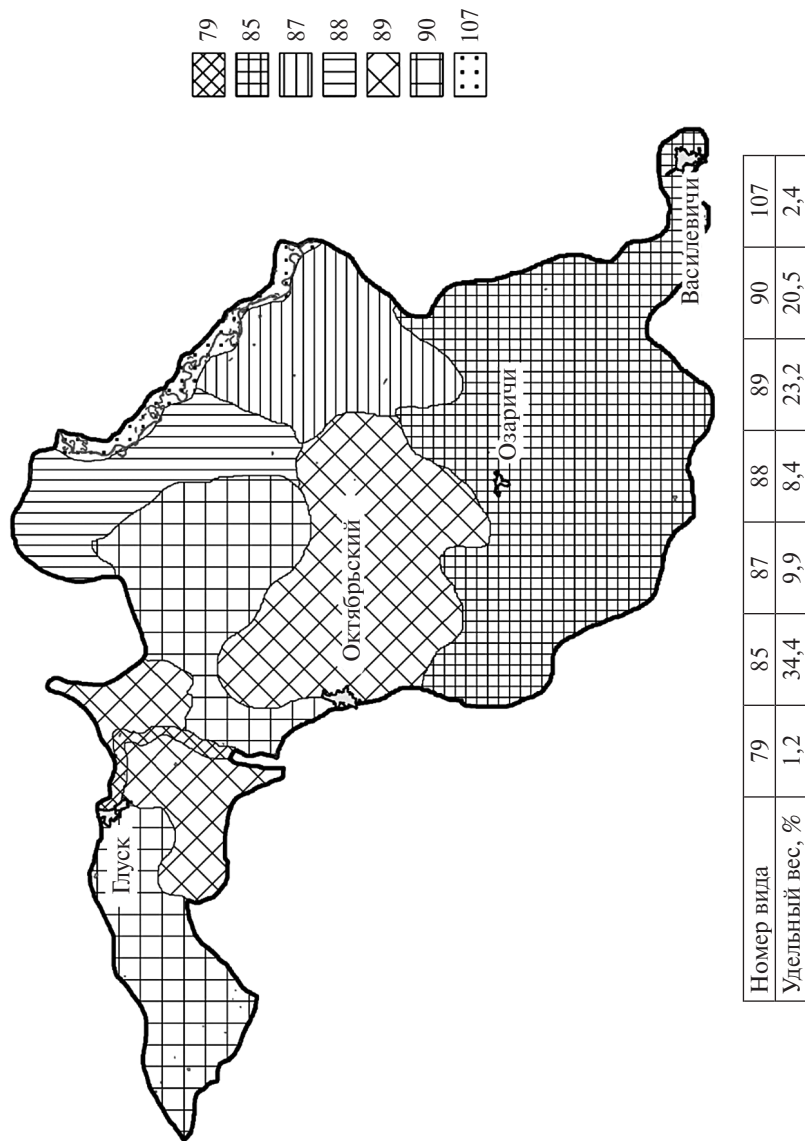 79
85
87
88
89
90
107
Глуск
Октябрьский
Озаричи
Василевичи
Номер вида 79 85 87 88 89 90 107
Удельный вес, % 1,2 34,4 9,9 8,4 23,2 20,5 2,4